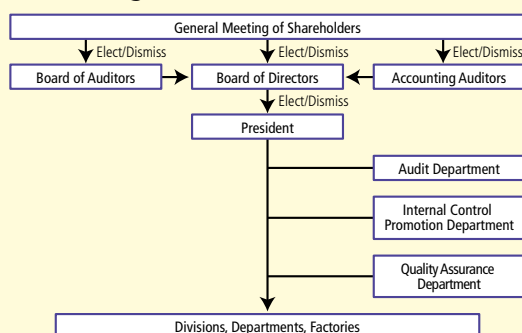 General Meeting of Shareholders
Elect/Dismiss
Elect/Dismiss
Elect/Dismiss
Board of Auditors
Board of Directors
Accounting Auditors
Elect/Dismiss
President
Audit Department
Internal Control
Promotion Department
Quality Assurance
Department
Divisions, Departments, Factories